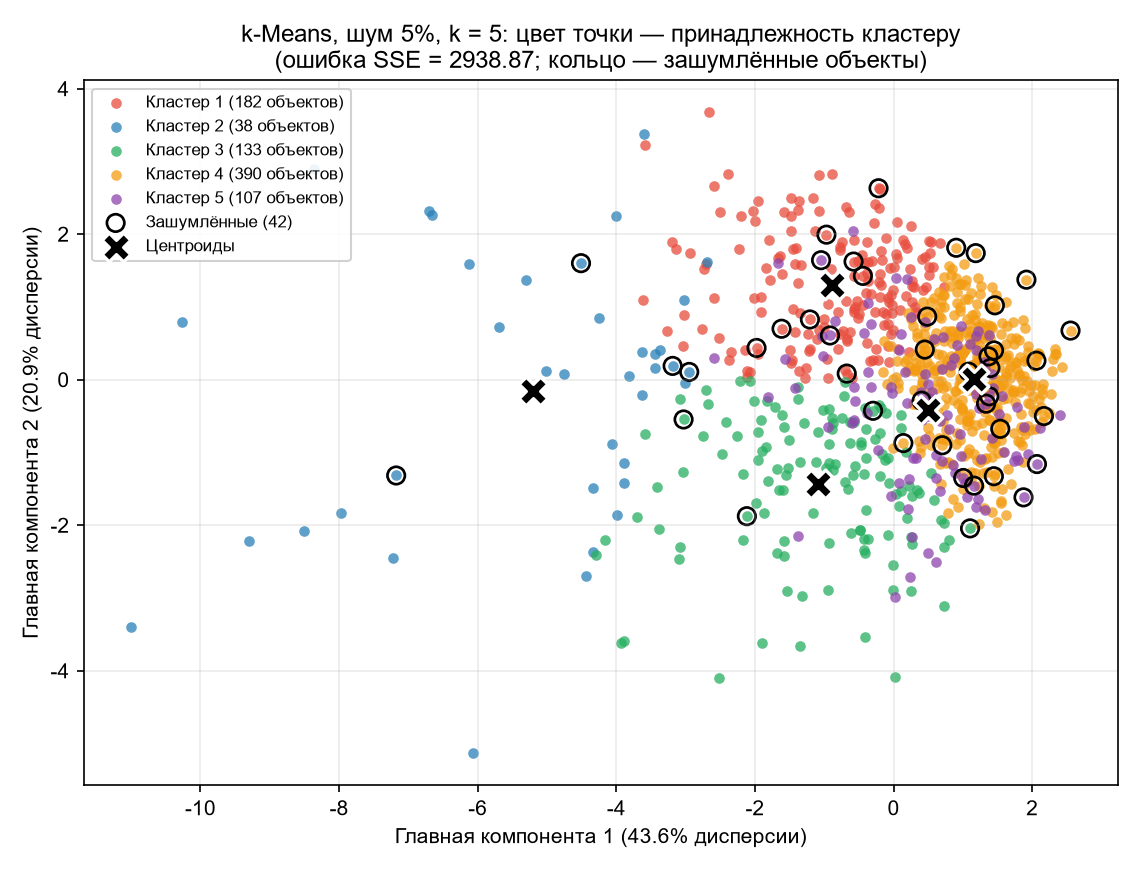 k-Means, шум 5%, k = 5: цвет точки — принадлежность кластеру
(ошибка SSE = 2938.87; кольцо — зашумлённые объекты)
4
2
0
-2
-4
Главная компонента 2 (20.9% дисперсии)
Кластер 1 (182 объектов)
Кластер 2 (38 объектов)
Кластер 3 (133 объектов)
Кластер 4 (390 объектов)
Кластер 5 (107 объектов)
Зашумлённые (42)
Центроиды
-10
-8
-6
-4
-2
0
2
Главная компонента 1 (43.6% дисперсии)